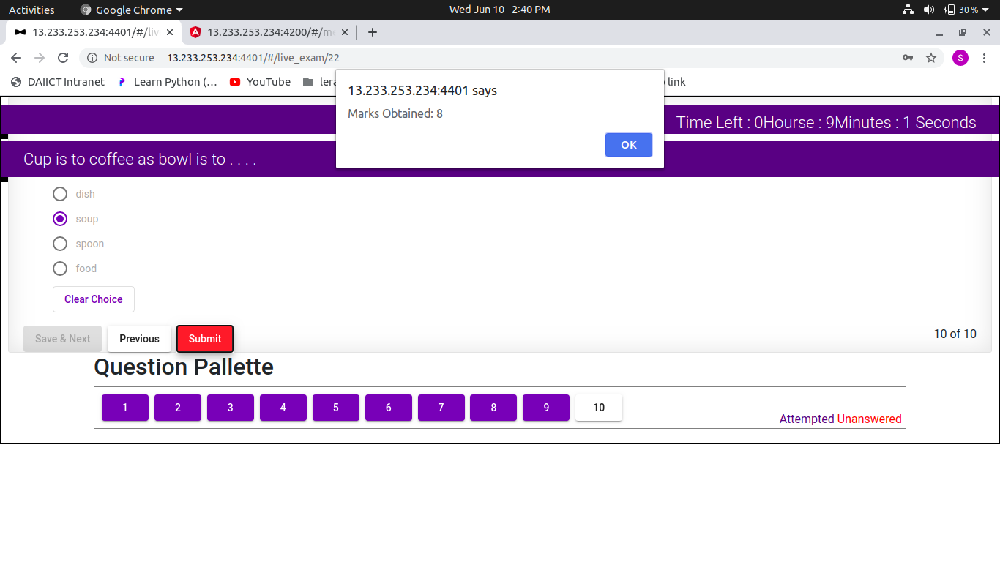 Activities Google Chrome Wed Jun 10 2:40 PM 30%
13.233.253.234:4401/#/liv 13.233.253.234:4200/#/m
Not secure 13.233.253.234:4401/#/live_exam/22 S
DAIICT Intranet Learn Python (... YouTube lera link
13.233.253.234:4401 says
Marks Obtained: 8
OK
Time Left : 0Hourse : 9Minutes : 1 Seconds
Cup is to coffee as bowl is to . . . .
dish
soup
spoon
food
Clear Choice
Save & Next Previous Submit 10 of 10
Question Pallette
1 2 3 4 5 6 7 8 9 10
Attempted Unanswered